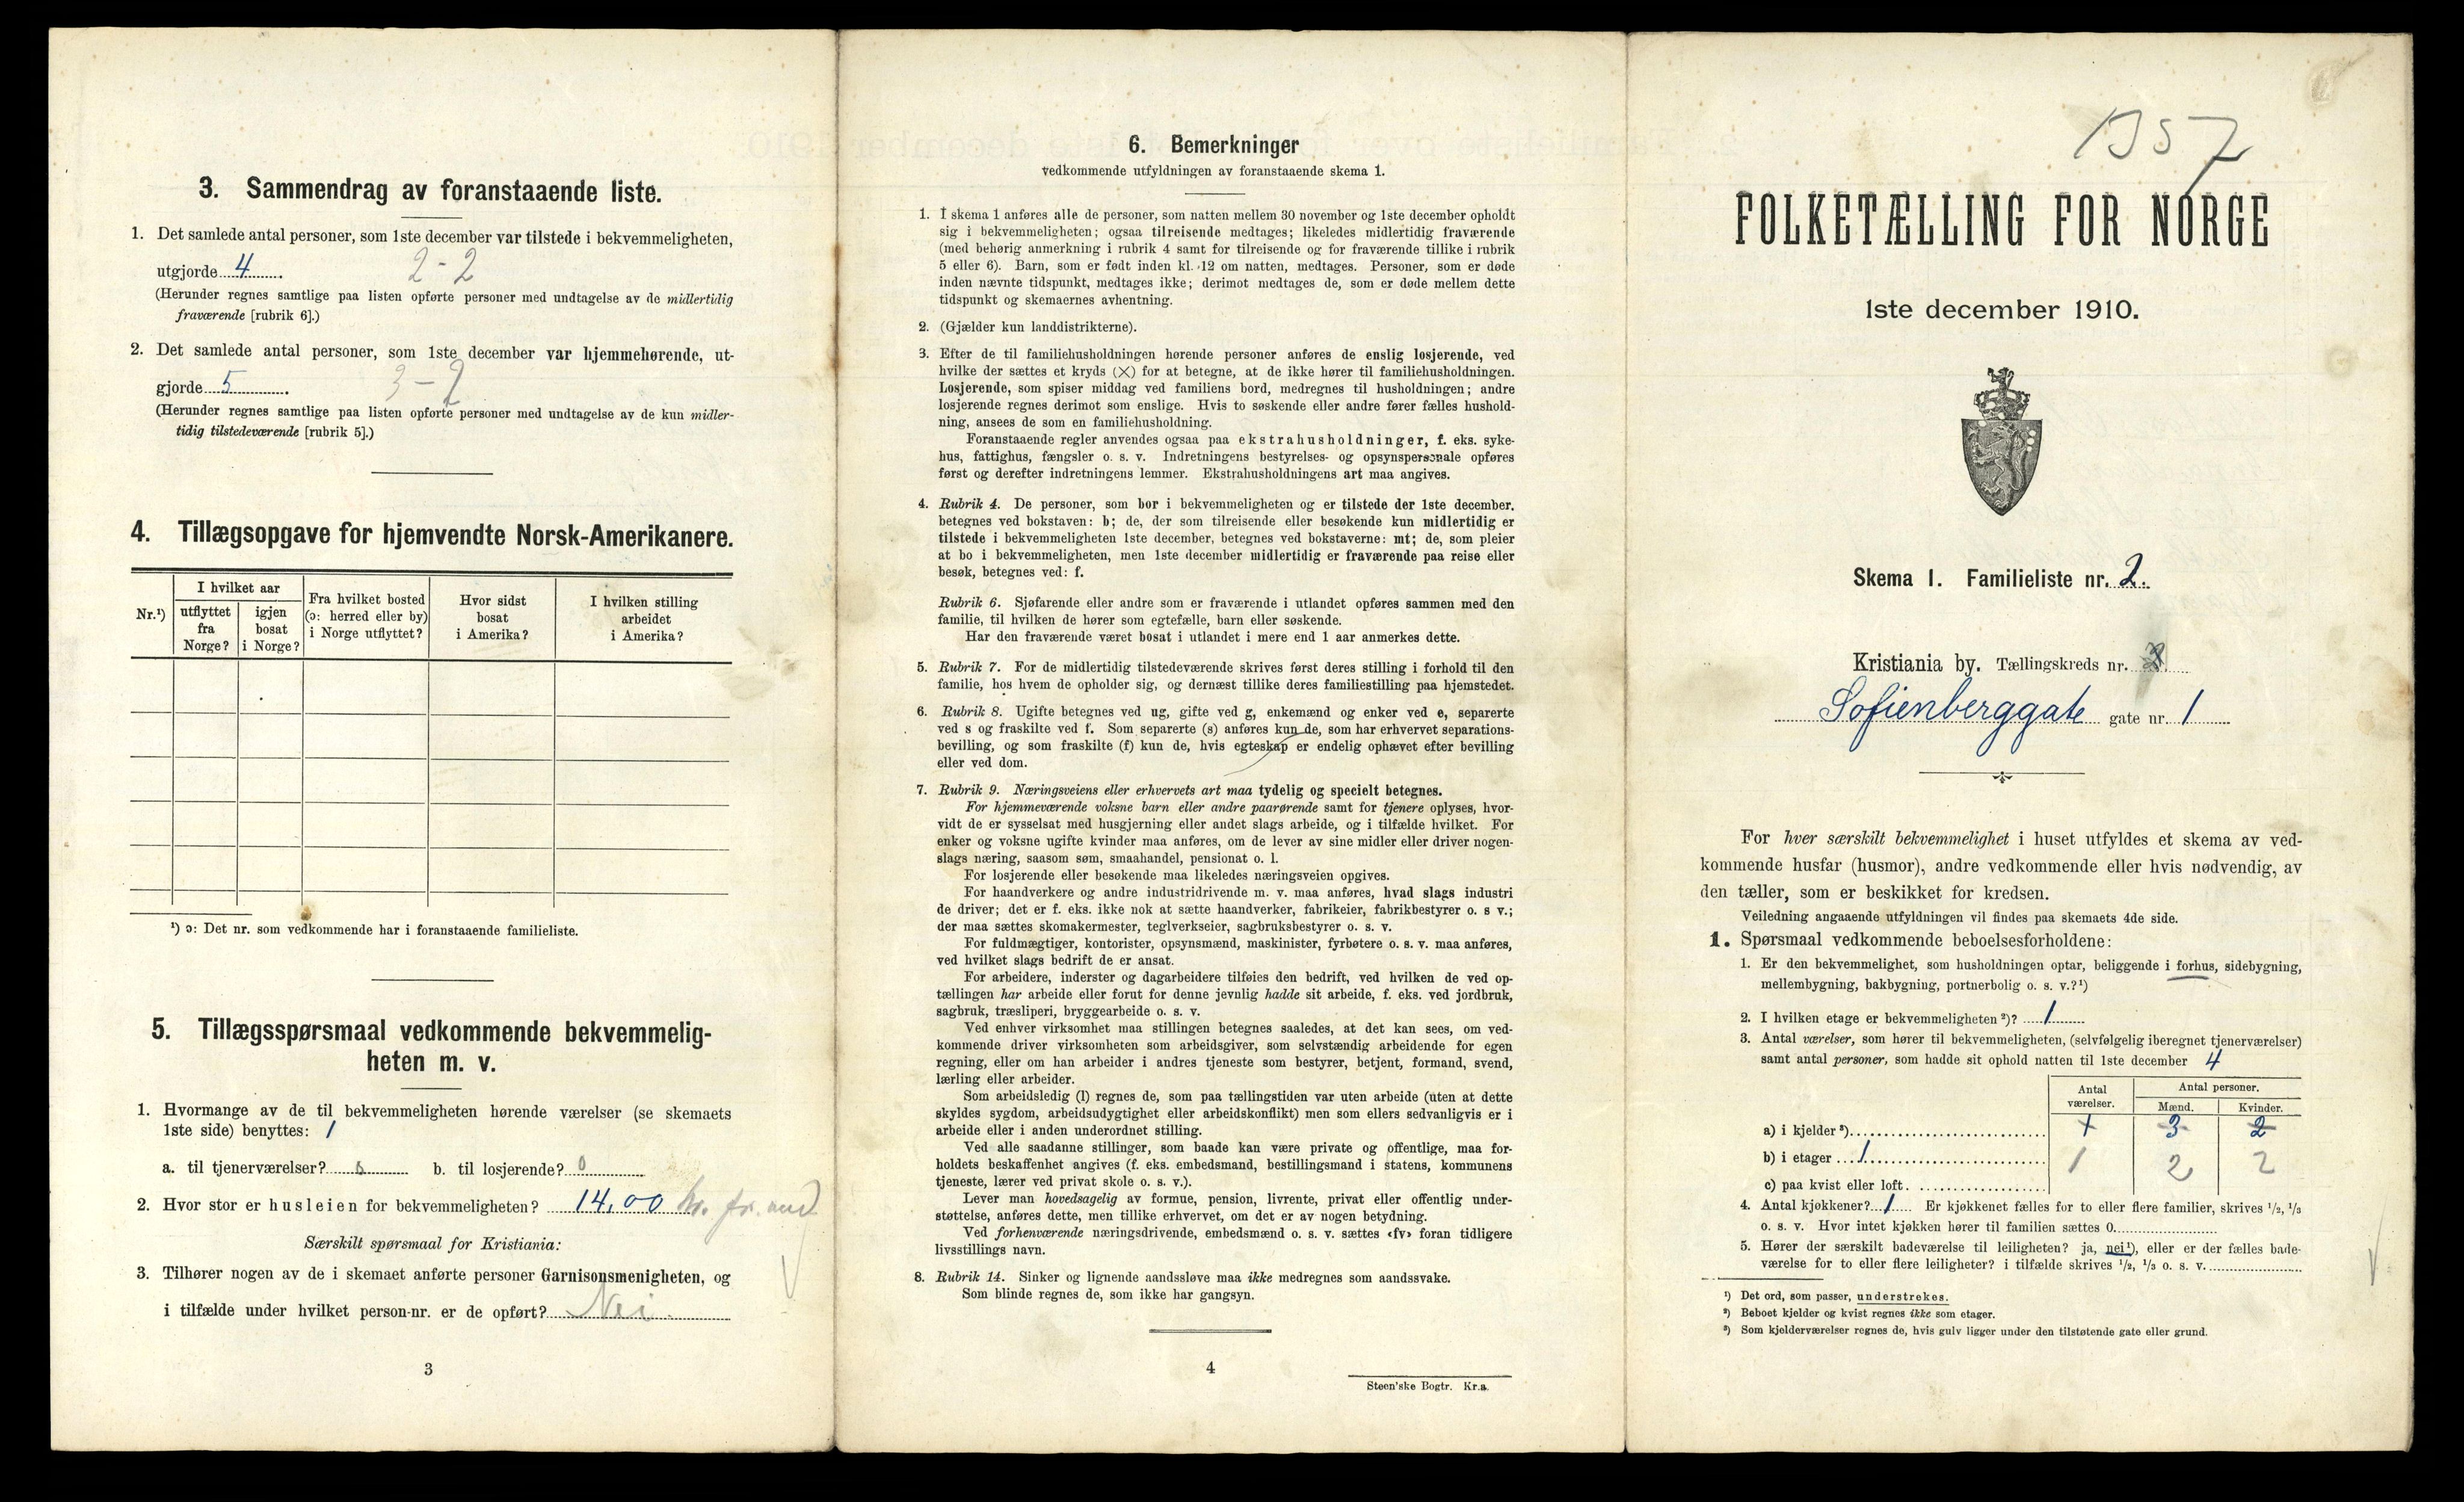 3. Sammendrag av foranstaaende liste.
1. Det samlede antal personer, som 1ste december var tilstede i bekvemmeligheten,
utgjorde 4 2-2
(Herunder regnes samtlige paa listen opførte personer med undtagelse av de midlertidig
fraværende [rubrik 6].)
2. Det samlede antal personer, som 1ste december var hjemmehørende, ut-
gjorde 5 3-2
(Herunder regnes samtlige paa listen opførte personer med undtagelse av de kun midler-
tidig tilstedeværende [rubrik 5].)
4. Tillægsopgave for hjemvendte Norsk-Amerikanere.
Nr.¹)
I hvilket aar
utflyttet
fra
Norge?
igjen
bosat
i Norge?
Fra hvilket bosted
(ɔ: herred eller by)
i Norge utflyttet?
Hvor sidst
bosat
i Amerika?
I hvilken stilling
arbeidet
i Amerika?
¹) ɔ: Det nr. som vedkommende har i foranstaaende familieliste.
5. Tillægsspørsmaal vedkommende bekvemmelig-
heten m. v.
1. Hvormange av de til bekvemmeligheten hørende værelser (se skemaets
1ste side) benyttes: 1
a. til tjenerværelser? 0 b. til losjerende? 0
2. Hvor stor er husleien for bekvemmeligheten? 14,00 kr. pr. md
Særskilt spørsmaal for Kristiania:
3. Tilhører nogen av de i skemaet anførte personer Garnisonsmenigheten, og
i tilfælde under hvilket person-nr. er de opført? Nei
3
6. Bemerkninger
vedkommende utfyldningen av foranstaaende skema 1.
1. I skema 1 anføres alle de personer, som natten mellem 30 november og 1ste december opholdt
sig i bekvemmeligheten; ogsaa tilreisende medtages; likeledes midlertidig fraværende
(med behørig anmerkning i rubrik 4 samt for tilreisende og for fraværende tillike i rubrik
5 eller 6). Barn, som er født inden kl. 12 om natten, medtages. Personer, som er døde
inden nævnte tidspunkt, medtages ikke; derimot medtages de, som er døde mellem dette
tidspunkt og skemaernes avhentning.
2. (Gjælder kun landdistrikterne).
3. Efter de til familiehusholdningen hørende personer anføres de enslig losjerende, ved
hvilke der sættes et kryds (×) for at betegne, at de ikke hører til familiehusholdningen.
Losjerende, som spiser middag ved familiens bord, medregnes til husholdningen; andre
losjerende regnes derimot som enslige. Hvis to søskende eller andre fører fælles hushold-
ning, ansees de som en familiehusholdning.
Foranstaaende regler anvendes ogsaa paa ekstrahusholdninger, f. eks. syke-
hus, fattighus, fængsler o. s. v. Indretningens bestyrelses- og opsynspersonale opføres
først og derefter indretningens lemmer. Ekstrahusholdningens art maa angives.
4. Rubrik 4. De personer, som bor i bekvemmeligheten og er tilstede der 1ste december,
betegnes ved bokstaven: b; de, der som tilreisende eller besøkende kun midlertidig er
tilstede i bekvemmeligheten 1ste december, betegnes ved bokstaverne: mt; de, som pleier
at bo i bekvemmeligheten, men 1ste december midlertidig er fraværende paa reise eller
besøk, betegnes ved: f.
Rubrik 6. Sjøfarende eller andre som er fraværende i utlandet opføres sammen med den
familie, til hvilken de hører som egtefælle, barn eller søskende.
Har den fraværende været bosat i utlandet i mere end 1 aar anmerkes dette.
5. Rubrik 7. For de midlertidig tilstedeværende skrives først deres stilling i forhold til den
familie, hos hvem de opholder sig, og dernæst tillike deres familiestilling paa hjemstedet.
6. Rubrik 8. Ugifte betegnes ved ug, gifte ved g, enkemænd og enker ved e, separerte
ved s og fraskilte ved f. Som separerte (s) anføres kun de, som har erhvervet separations-
bevilling, og som fraskilte (f) kun de, hvis egteskap er endelig ophævet efter bevilling
eller ved dom.
7. Rubrik 9. Næringsveiens eller erhvervets art maa tydelig og specielt betegnes.
For hjemmeværende voksne barn eller andre paarørende samt for tjenere oplyses, hvor-
vidt de er sysselsat med husgjerning eller andet slags arbeide, og i tilfælde hvilket. For
enker og voksne ugifte kvinder maa anføres, om de lever av sine midler eller driver nogen-
slags næring, saasom søm, smaahandel, pensionat o. l.
For losjerende eller besøkende maa likeledes næringsveien opgives.
For haandverkere og andre industridrivende m. v. maa anføres, hvad slags industri
de driver; det er f. eks. ikke nok at sætte haandverker, fabrikeier, fabrikbestyrer o. s v.;
der maa sættes skomakermester, teglverkseier, sagbruksbestyrer o. s. v.
For fuldmægtiger, kontorister, opsynsmænd, maskinister, fyrbøtere o. s. v. maa anføres,
ved hvilket slags bedrift de er ansat.
For arbeidere, inderster og dagarbeidere tilføies den bedrift, ved hvilken de ved op-
tællingen har arbeide eller forut for denne jevnlig hadde sit arbeide, f. eks. ved jordbruk,
sagbruk, træsliperi, bryggearbeide o. s. v.
Ved enhver virksomhet maa stillingen betegnes saaledes, at det kan sees, om ved-
kommende driver virksomheten som arbeidsgiver, som selvstændig arbeidende for egen
regning, eller om han arbeider i andres tjeneste som bestyrer, betjent, formand, svend,
lærling eller arbeider.
Som arbeidsledig (l) regnes de, som paa tællingstiden var uten arbeide (uten at dette
skyldes sygdom, arbeidsudygtighet eller arbeidskonflikt) men som ellers sedvanligvis er i
arbeide eller i anden underordnet stilling.
Ved alle saadanne stillinger, som baade kan være private og offentlige, maa for-
holdets beskaffenhet angives (f. eks. embedsmand, bestillingsmand i statens, kommunens
tjeneste, lærer ved privat skole o. s. v.).
Lever man hovedsagelig av formue, pension, livrente, privat eller offentlig under-
støttelse, anføres dette, men tillike erhvervet, om det er av nogen betydning.
Ved forhenværende næringsdrivende, embedsmænd o. s. v. sættes «fv» foran tidligere
livsstillings navn.
8. Rubrik 14. Sinker og lignende aandssløve maa ikke medregnes som aandssvake.
Som blinde regnes de, som ikke har gangsyn.
4
Steen'ske Bogtr. Kr.a.
1357
FOLKETÆLLING FOR NORGE
1ste december 1910.
Skema 1. Familieliste nr. 2.
Kristiania by. Tællingskreds nr.
Sofienberggate gate nr. 1
For hver særskilt bekvemmelighet i huset utfyldes et skema av ved-
kommende husfar (husmor), andre vedkommende eller hvis nødvendig, av
den tæller, som er beskikket for kredsen.
Veiledning angaaende utfyldningen vil findes paa skemaets 4de side.
1. Spørsmaal vedkommende beboelsesforholdene:
1. Er den bekvemmelighet, som husholdningen optar, beliggende i forhus, sidebygning,
mellembygning, bakbygning, portnerbolig o. s. v.?¹)
2. I hvilken etage er bekvemmeligheten ²)? 1
3. Antal værelser, som hører til bekvemmeligheten, (selvfølgelig iberegnet tjenerværelser)
samt antal personer, som hadde sit ophold natten til 1ste december 4
Antal
værelser.
Antal personer.
Mænd. Kvinder.
a) i kjelder ³) 1 3 2
b) i etager 1 1 2 2
c) paa kvist eller loft.
4. Antal kjøkkener? 1 Er kjøkkenet fælles for to eller flere familier, skrives ¹/₂, ¹/₃
o. s. v. Hvor intet kjøkken hører til familien sættes 0.
5. Hører der særskilt badeværelse til leiligheten? ja, nei¹), eller er der fælles bade-
værelse for to eller flere leiligheter? i tilfælde skrives ¹/₂, ¹/₃ o. s. v.
¹) Det ord, som passer, understrekes.
²) Beboet kjelder og kvist regnes ikke som etager.
³) Som kjelderværelser regnes de, hvis gulv ligger under den tilstøtende gate eller grund.